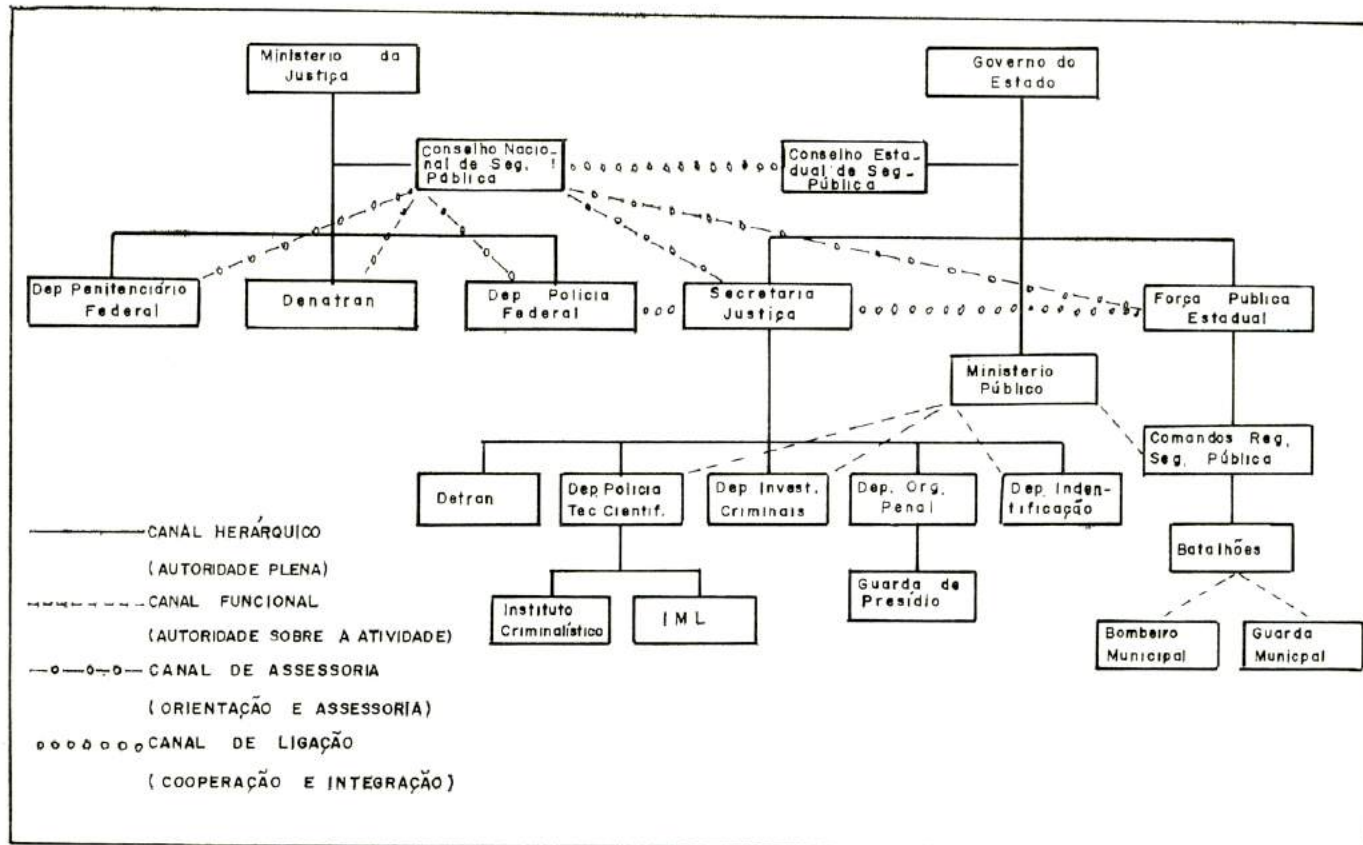 Ministerio da
Justiça
Governo do
Estado
Conselho Nacio-
nal de Seg. !
Pública
Conselho Esta-
dual de Seg-
Pública
Dep Penitenciário
Federal
Denatran
Dep Policia
Federal
Secretaria
Justiça
Força Publica
Estadual
Ministerio
Público
Comandos Reg.
Seg. Pública
Detran
Dep. Policia
Tec Cientif.
Dep Invest.
Criminais
Dep. Org.
Penal
Dep. Inden-
tificação
Batalhões
Instituto
Criminalístico
IML
Guarda de
Presídio
Bombeiro
Municipal
Guarda
Municpal
CANAL HERÁRQUICO
(AUTORIDADE PLENA)
CANAL FUNCIONAL
(AUTORIDADE SOBRE A ATIVIDADE)
CANAL DE ASSESSORIA
(ORIENTAÇÃO E ASSESSORIA)
CANAL DE LIGAÇÃO
(COOPERAÇÃO E INTEGRAÇÃO)